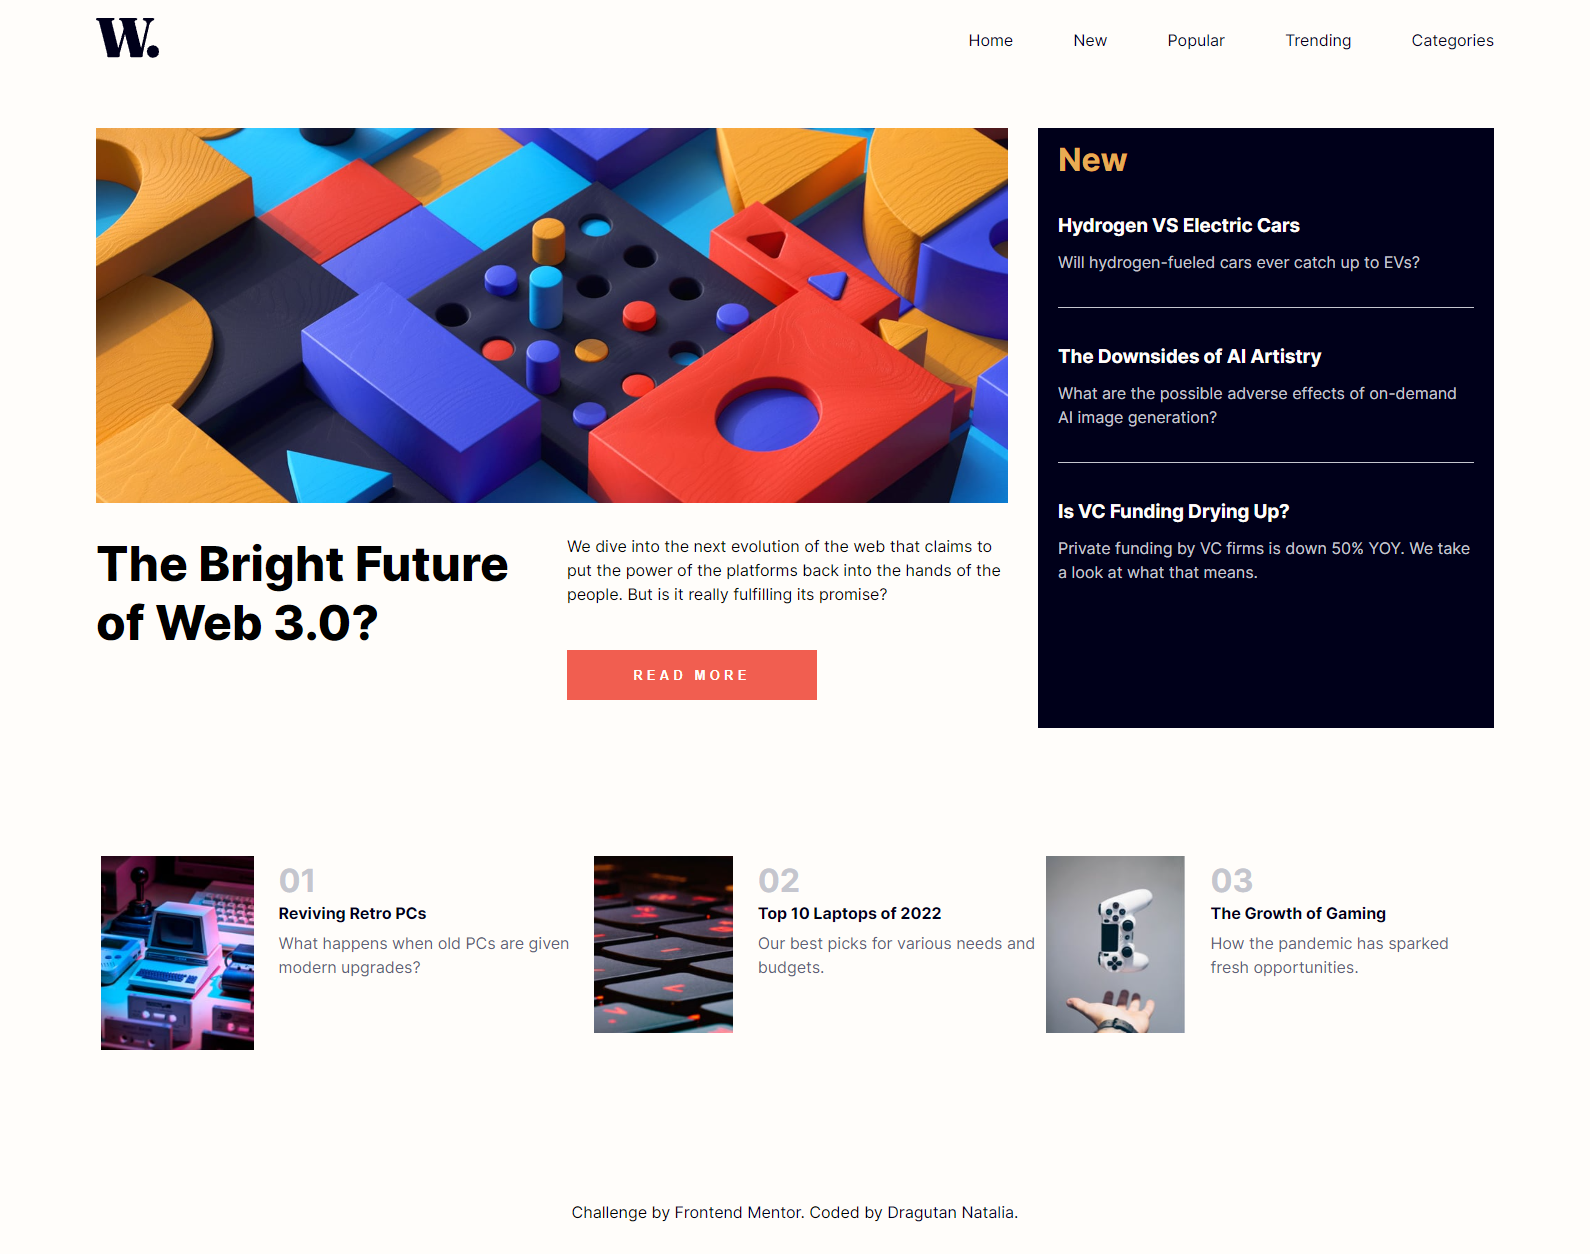 W.
Home New Popular Trending Categories
New
Hydrogen VS Electric Cars
Will hydrogen-fueled cars ever catch up to EVs?
The Downsides of AI Artistry
What are the possible adverse effects of on-demand
AI image generation?
Is VC Funding Drying Up?
Private funding by VC firms is down 50% YOY. We take
a look at what that means.
The Bright Future
of Web 3.0?
We dive into the next evolution of the web that claims to
put the power of the platforms back into the hands of the
people. But is it really fulfilling its promise?
READ MORE
01
Reviving Retro PCs
What happens when old PCs are given
modern upgrades?
02
Top 10 Laptops of 2022
Our best picks for various needs and
budgets.
03
The Growth of Gaming
How the pandemic has sparked
fresh opportunities.
Challenge by Frontend Mentor. Coded by Dragutan Natalia.